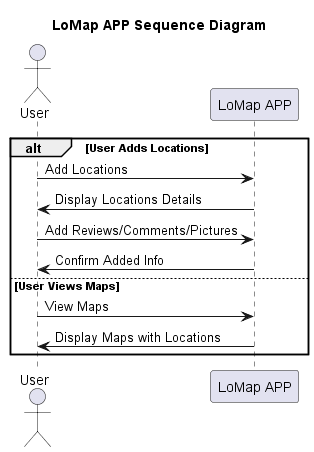 LoMap APP Sequence Diagram
User
LoMap APP
alt [User Adds Locations]
Add Locations
Display Locations Details
Add Reviews/Comments/Pictures
Confirm Added Info
[User Views Maps]
View Maps
Display Maps with Locations
User
LoMap APP